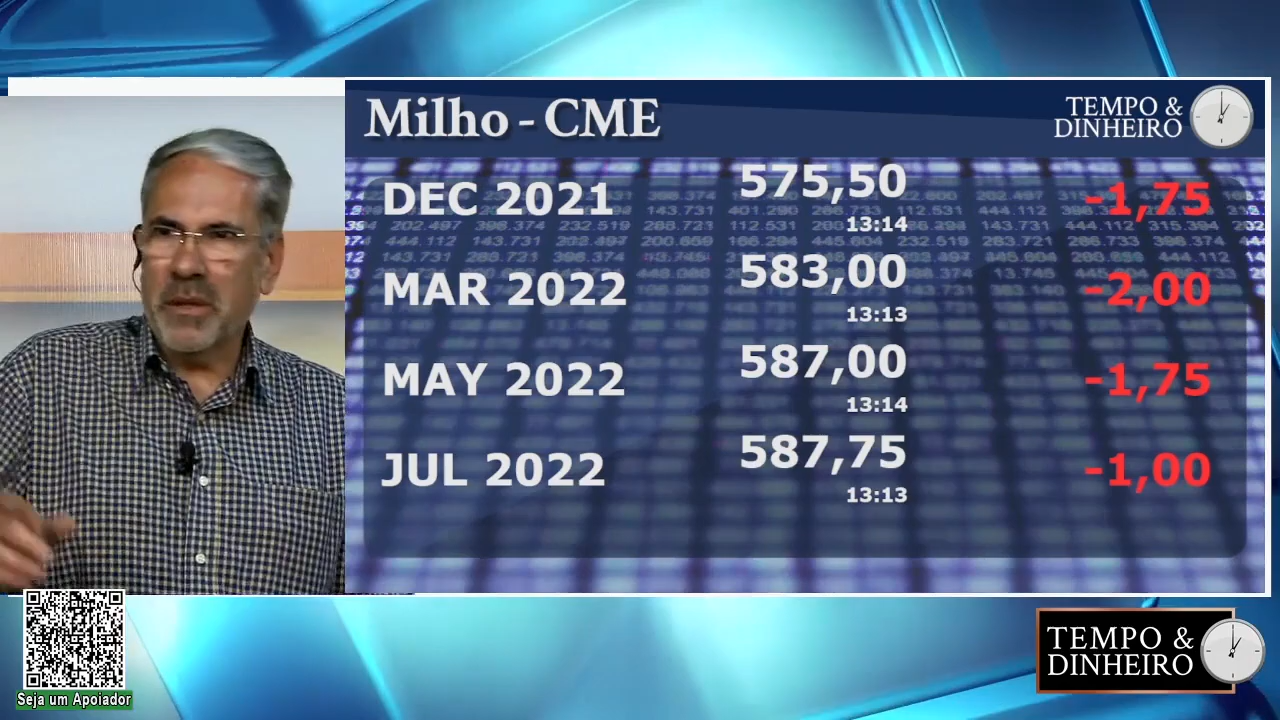 Milho - CME
TEMPO &
DINHEIRO
DEC 2021
575,50
13:14
-1,75
MAR 2022
583,00
13:13
-2,00
MAY 2022
587,00
13:14
-1,75
JUL 2022
587,75
13:13
-1,00
Seja um Apoiador
TEMPO &
DINHEIRO